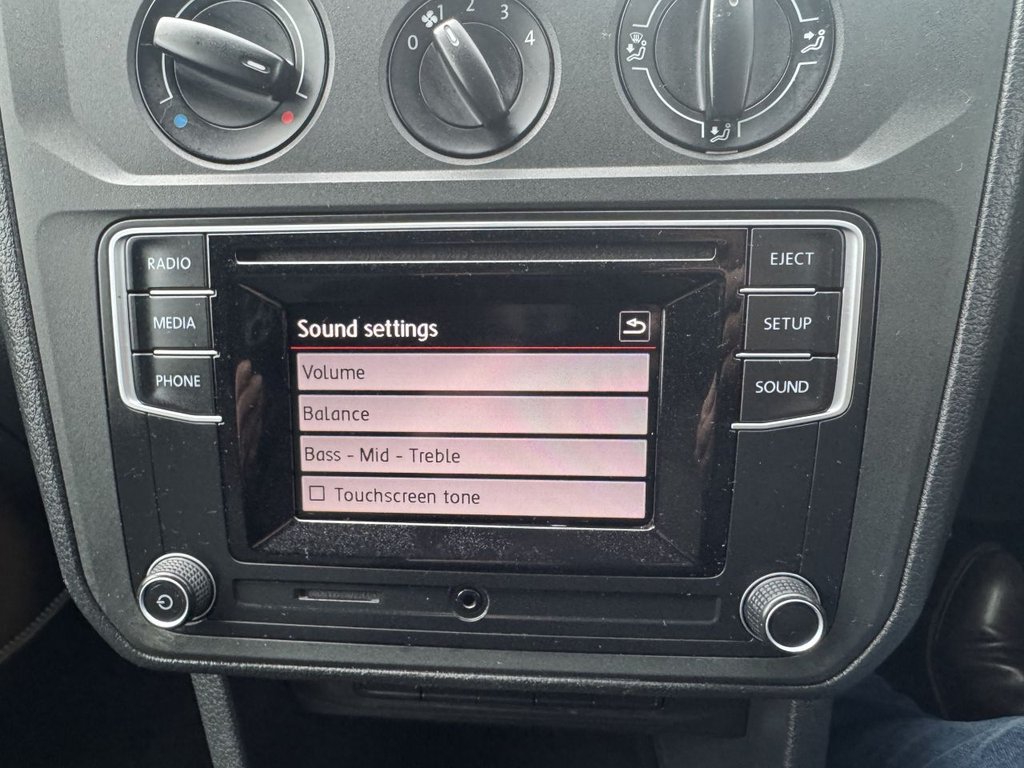 0 1 2 3 4
RADIO
MEDIA
PHONE
EJECT
SETUP
SOUND
Sound settings
Volume
Balance
Bass - Mid - Treble
Touchscreen tone